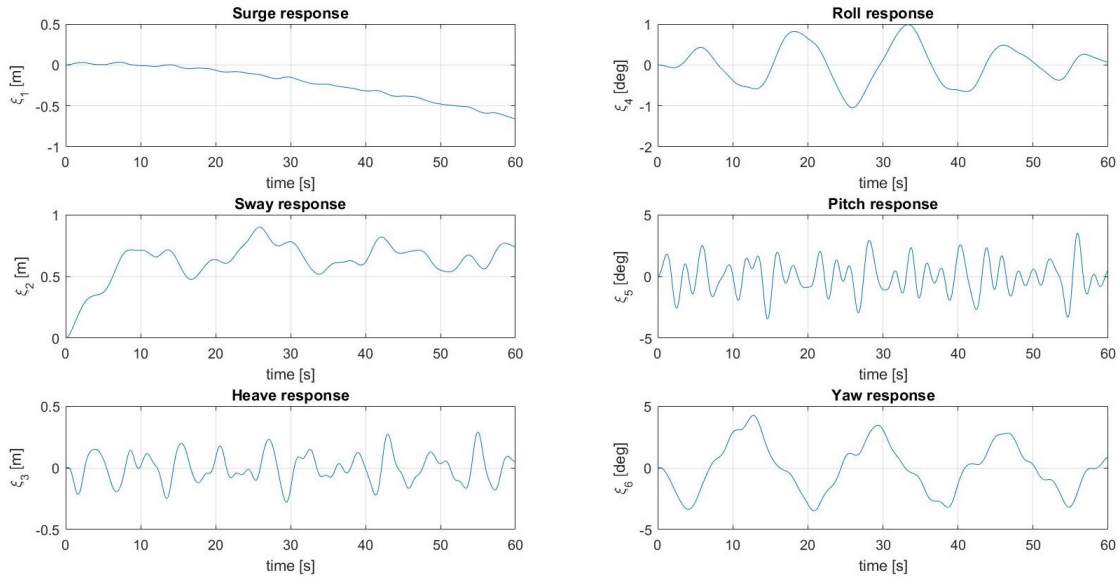 Surge response
0.5
0
-0.5
-1
ξ1 [m]
0 10 20 30 40 50 60
time [s]
Roll response
1
0
-1
-2
ξ4 [deg]
0 10 20 30 40 50 60
time [s]
Sway response
1
0.5
0
ξ2 [m]
0 10 20 30 40 50 60
time [s]
Pitch response
5
0
-5
ξ5 [deg]
0 10 20 30 40 50 60
time [s]
Heave response
0.5
0
-0.5
ξ3 [m]
0 10 20 30 40 50 60
time [s]
Yaw response
5
0
-5
ξ6 [deg]
0 10 20 30 40 50 60
time [s]